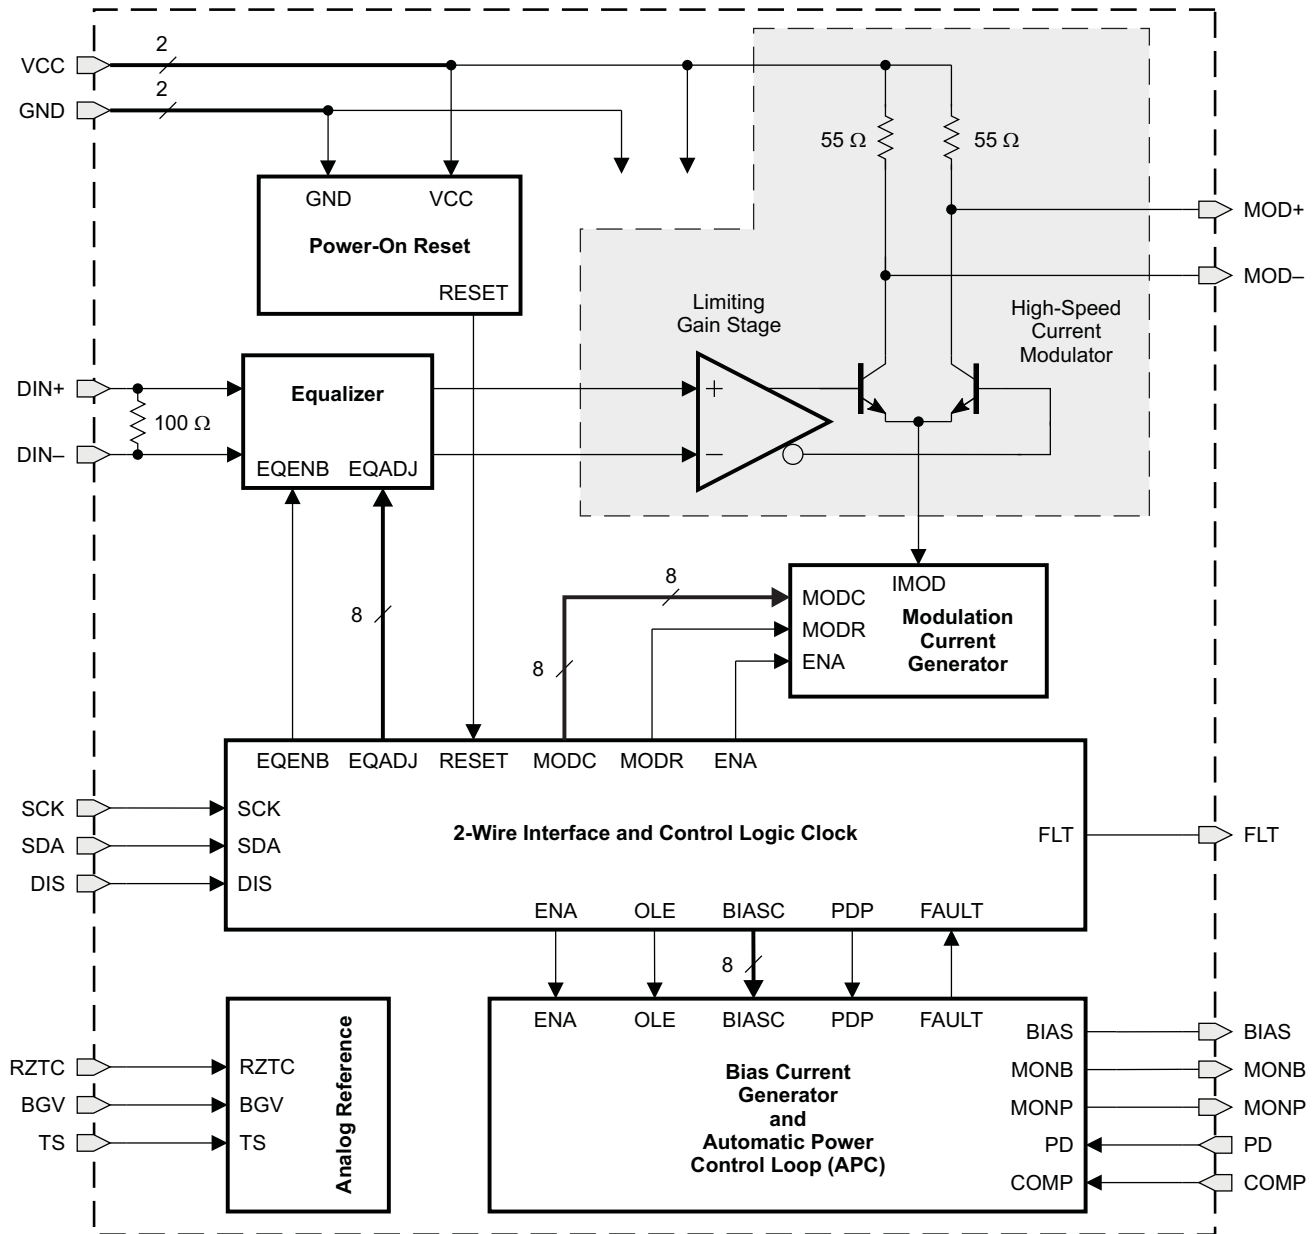 VCC
2
GND
2
55 Ω
55 Ω
MOD+
MOD–
GND
VCC
Power-On Reset
RESET
Limiting
Gain Stage
High-Speed
Current
Modulator
DIN+
DIN–
100 Ω
Equalizer
EQENB
EQADJ
+
–
8
8
8
IMOD
MODC
MODR
ENA
Modulation
Current
Generator
EQENB
EQADJ
RESET
MODC
MODR
ENA
SCK
SDA
DIS
SCK
SDA
DIS
2-Wire Interface and Control Logic Clock
FLT
FLT
ENA
OLE
BIASC
PDP
FAULT
8
ENA
OLE
BIASC
PDP
FAULT
RZTC
BGV
TS
RZTC
BGV
TS
Analog Reference
Bias Current
Generator
and
Automatic Power
Control Loop (APC)
BIAS
MONB
MONP
PD
COMP
BIAS
MONB
MONP
PD
COMP